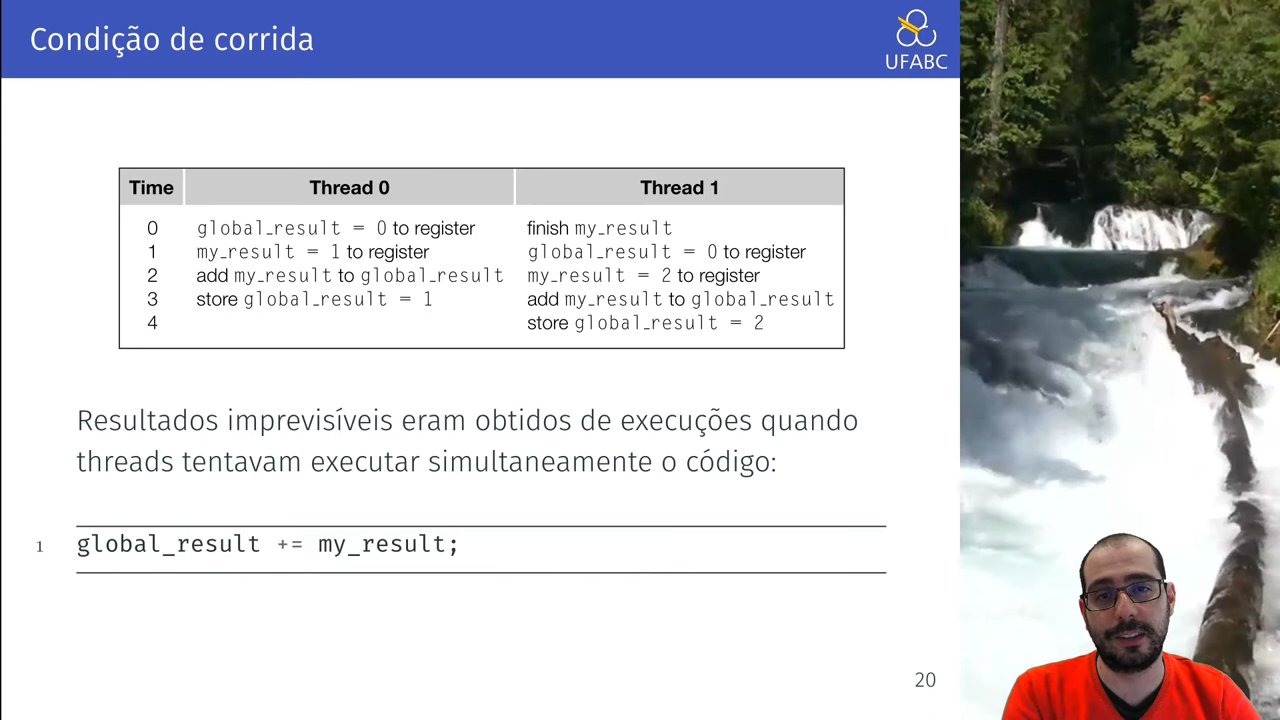 Condição de corrida
UFABC
Time Thread 0 Thread 1
0 global_result = 0 to register finish my_result
1 my_result = 1 to register global_result = 0 to register
2 add my_result to global_result my_result = 2 to register
3 store global_result = 1 add my_result to global_result
4 store global_result = 2
Resultados imprevisíveis eram obtidos de execuções quando
threads tentavam executar simultaneamente o código:
1 global_result += my_result;
20